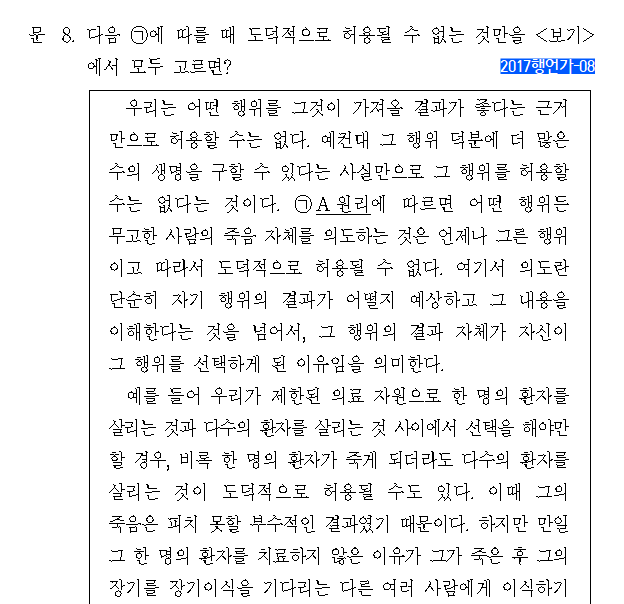 문 8. 다음 ㉠에 따를 때 도덕적으로 허용될 수 없는 것만을 <보기>
에서 모두 고르면?
2017행언가-08
우리는 어떤 행위를 그것이 가져올 결과가 좋다는 근거
만으로 허용할 수는 없다. 예컨대 그 행위 덕분에 더 많은
수의 생명을 구할 수 있다는 사실만으로 그 행위를 허용할
수는 없다는 것이다. ㉠A 원리에 따르면 어떤 행위든
무고한 사람의 죽음 자체를 의도하는 것은 언제나 그른 행위
이고 따라서 도덕적으로 허용될 수 없다. 여기서 의도란
단순히 자기 행위의 결과가 어떨지 예상하고 그 내용을
이해한다는 것을 넘어서, 그 행위의 결과 자체가 자신이
그 행위를 선택하게 된 이유임을 의미한다.
예를 들어 우리가 제한된 의료 자원으로 한 명의 환자를
살리는 것과 다수의 환자를 살리는 것 사이에서 선택을 해야만
할 경우, 비록 한 명의 환자가 죽게 되더라도 다수의 환자를
살리는 것이 도덕적으로 허용될 수도 있다. 이때 그의
죽음은 피치 못할 부수적인 결과였기 때문이다. 하지만 만일
그 한 명의 환자를 치료하지 않은 이유가 그가 죽은 후 그의
장기를 장기이식을 기다리는 다른 여러 사람에게 이식하기